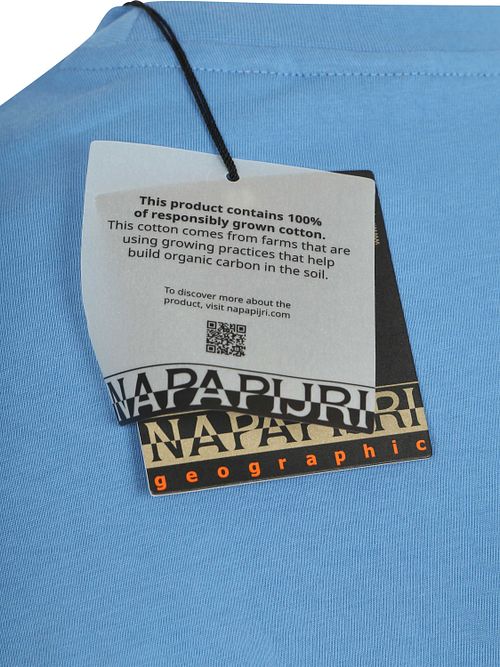 This product contains 100%
of responsibly grown cotton.
This cotton comes from farms that are
using growing practices that help
build organic carbon in the soil.
To discover more about the
product, visit napapijri.com
NAPAPIJRI
NAPAPIJRI
geographic